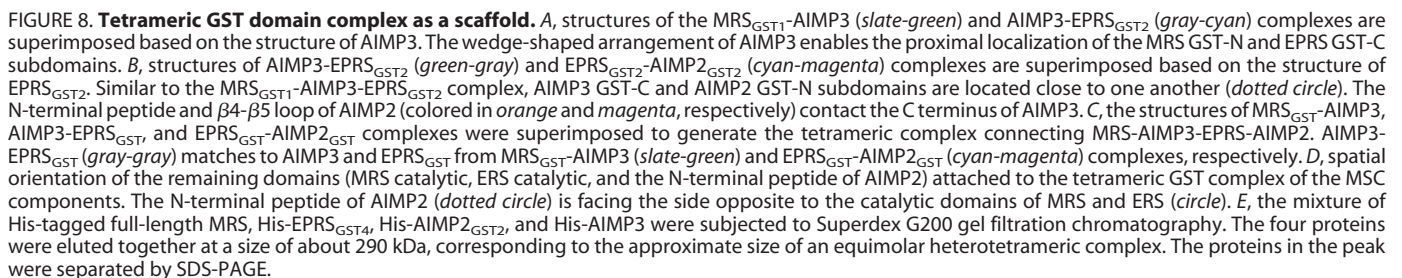 FIGURE 8. Tetrameric GST domain complex as a scaffold. A, structures of the MRSGST1-AIMP3 (slate-green) and AIMP3-EPRSGST2 (gray-cyan) complexes are
superimposed based on the structure of AIMP3. The wedge-shaped arrangement of AIMP3 enables the proximal localization of the MRS GST-N and EPRS GST-C
subdomains. B, structures of AIMP3-EPRSGST2 (green-gray) and EPRSGST2-AIMP2GST2 (cyan-magenta) complexes are superimposed based on the structure of
EPRSGST2. Similar to the MRSGST1-AIMP3-EPRSGST2 complex, AIMP3 GST-C and AIMP2 GST-N subdomains are located close to one another (dotted circle). The
N-terminal peptide and β4-β5 loop of AIMP2 (colored in orange and magenta, respectively) contact the C terminus of AIMP3. C, the structures of MRSGST-AIMP3,
AIMP3-EPRSGST, and EPRSGST-AIMP2GST complexes were superimposed to generate the tetrameric complex connecting MRS-AIMP3-EPRS-AIMP2. AIMP3-
EPRSGST (gray-gray) matches to AIMP3 and EPRSGST from MRSGST-AIMP3 (slate-green) and EPRSGST-AIMP2GST (cyan-magenta) complexes, respectively. D, spatial
orientation of the remaining domains (MRS catalytic, ERS catalytic, and the N-terminal peptide of AIMP2) attached to the tetrameric GST complex of the MSC
components. The N-terminal peptide of AIMP2 (dotted circle) is facing the side opposite to the catalytic domains of MRS and ERS (circle). E, the mixture of
His-tagged full-length MRS, His-EPRSGST4, His-AIMP2GST2, and His-AIMP3 were subjected to Superdex G200 gel filtration chromatography. The four proteins
were eluted together at a size of about 290 kDa, corresponding to the approximate size of an equimolar heterotetrameric complex. The proteins in the peak
were separated by SDS-PAGE.